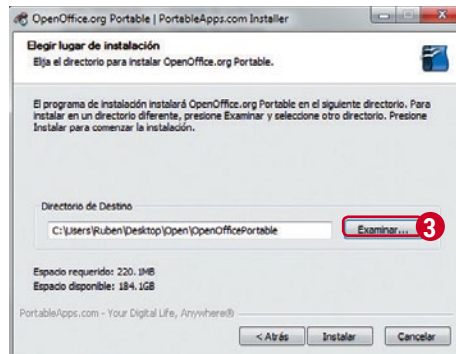 OpenOffice.org Portable | PortableApps.com Installer
Elegir lugar de instalación
Elija el directorio para instalar OpenOffice.org Portable.
El programa de instalación instalará OpenOffice.org Portable en el siguiente directorio. Para
instalar en un directorio diferente, presione Examinar y seleccione otro directorio. Presione
Instalar para comenzar la instalación.
Directorio de Destino
C:\Users\Ruben\Desktop\Open\OpenOfficePortable
Examinar... 3
Espacio requerido: 220.1MB
Espacio disponible: 184.1GB
PortableApps.com - Your Digital Life, Anywhere®
< Atrás Instalar Cancelar